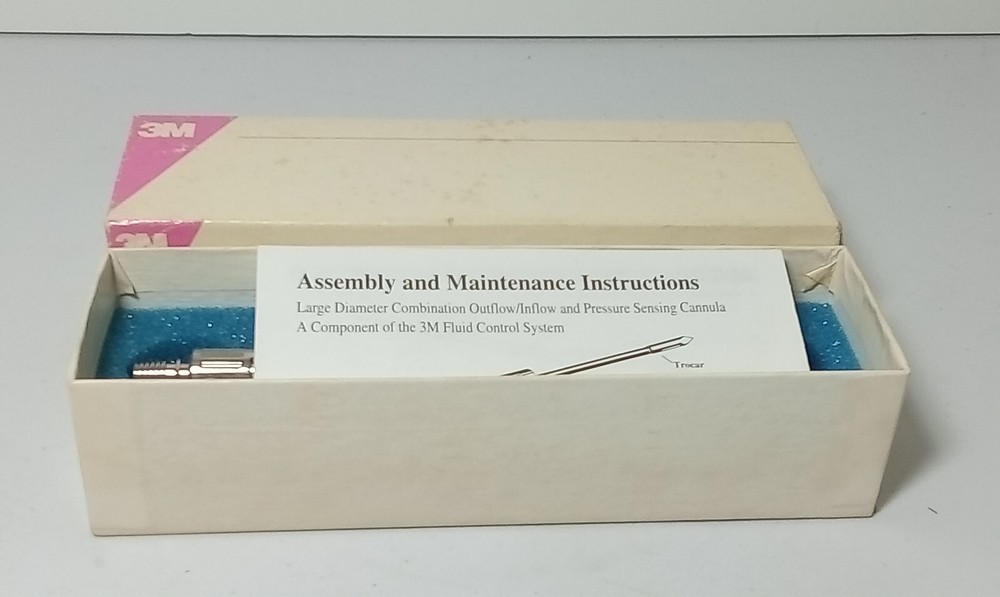 3M
3M
Assembly and Maintenance Instructions
Large Diameter Combination Outflow/Inflow and Pressure Sensing Cannula
A Component of the 3M Fluid Control System
Trocar